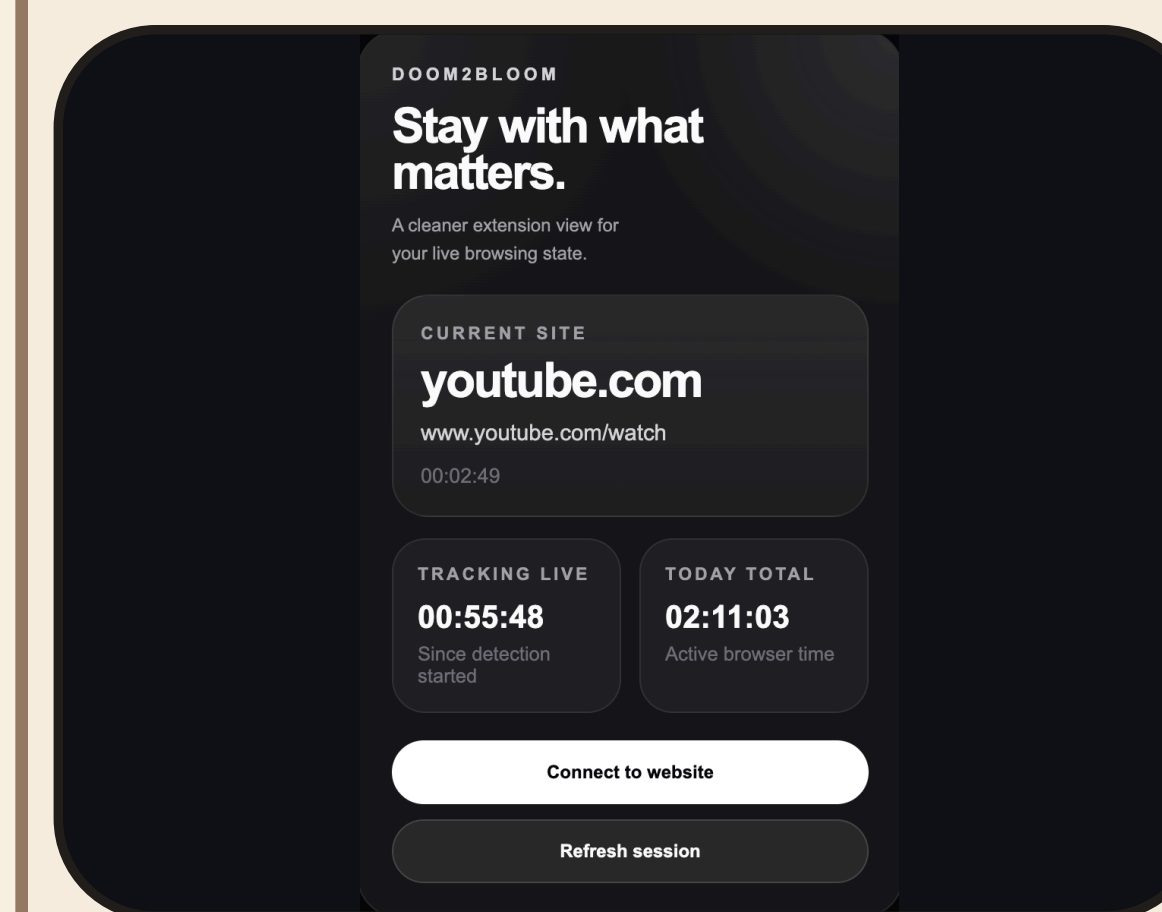 DOOM2BLOOM
Stay with what
matters.
A cleaner extension view for
your live browsing state.
CURRENT SITE
youtube.com
www.youtube.com/watch
00:02:49
TRACKING LIVE
00:55:48
Since detection
started
TODAY TOTAL
02:11:03
Active browser time
Connect to website
Refresh session